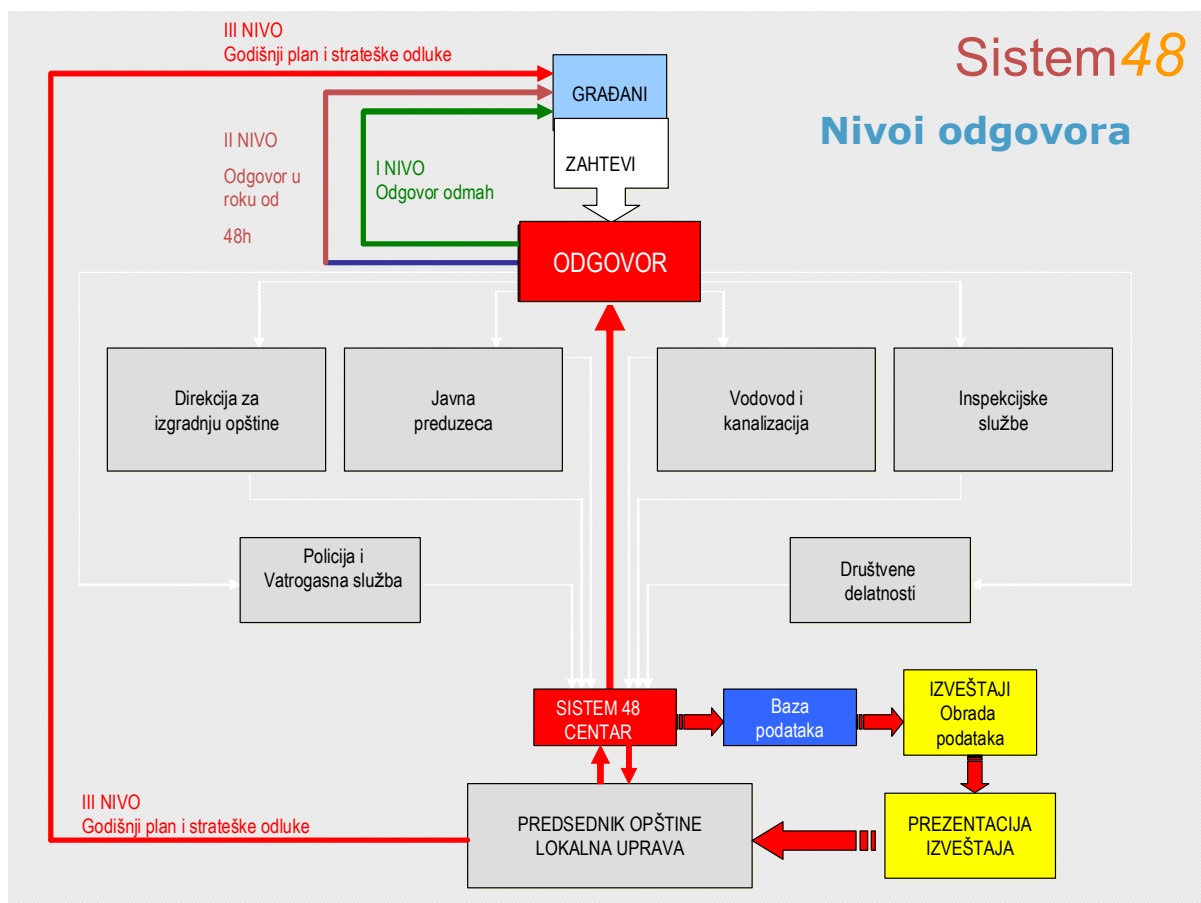 III NIVO
Godišnji plan i strateške odluke
Sistem48
Nivoi odgovora
GRAĐANI
II NIVO
Odgovor u
roku od
48h
I NIVO
Odgovor odmah
ZAHTEVI
ODGOVOR
Direkcija za
izgradnju opštine
Javna
preduzeca
Vodovod i
kanalizacija
Inspekcijske
službe
Policija i
Vatrogasna služba
Društvene
delatnosti
SISTEM 48
CENTAR
Baza
podataka
IZVEŠTAJI
Obrada
podataka
III NIVO
Godišnji plan i strateške odluke
PREDSEDNIK OPŠTINE
LOKALNA UPRAVA
PREZENTACIJA
IZVEŠTAJA